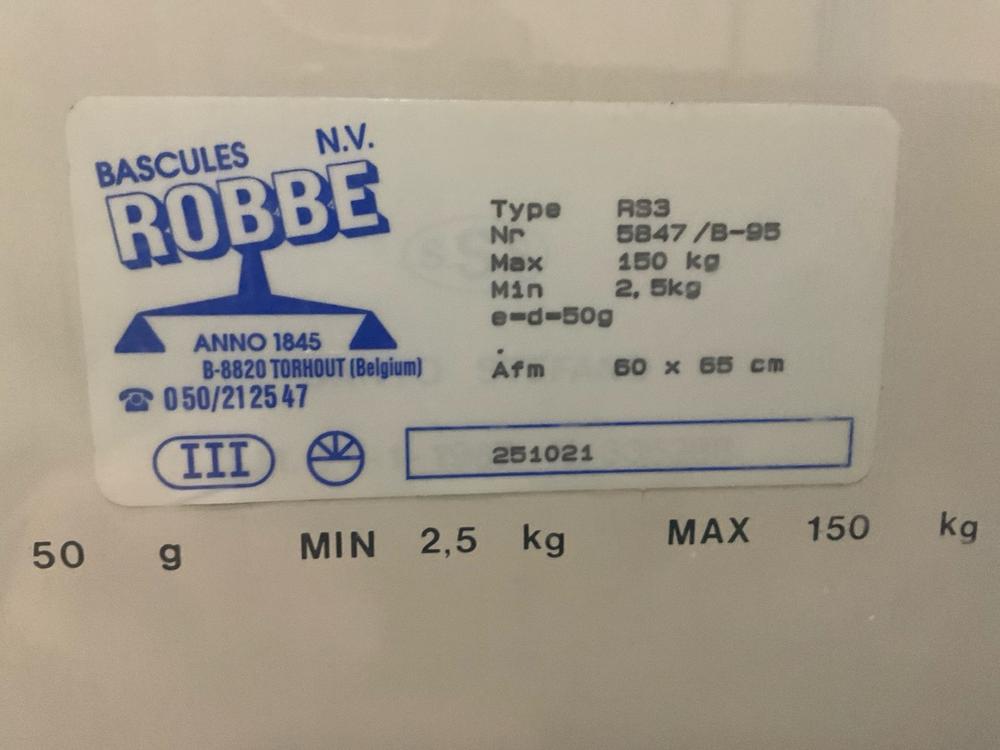 BASCULES N.V.
ROBBE
ANNO 1845
B-8820 TORHOUT (Belgium)
☎ 050/212547
III
Type RS3
Nr 5847/B-95
Max 150 kg
Min 2,5kg
e=d=50g
Afm 60 x 65 cm
251021
50 g MIN 2,5 kg MAX 150 kg